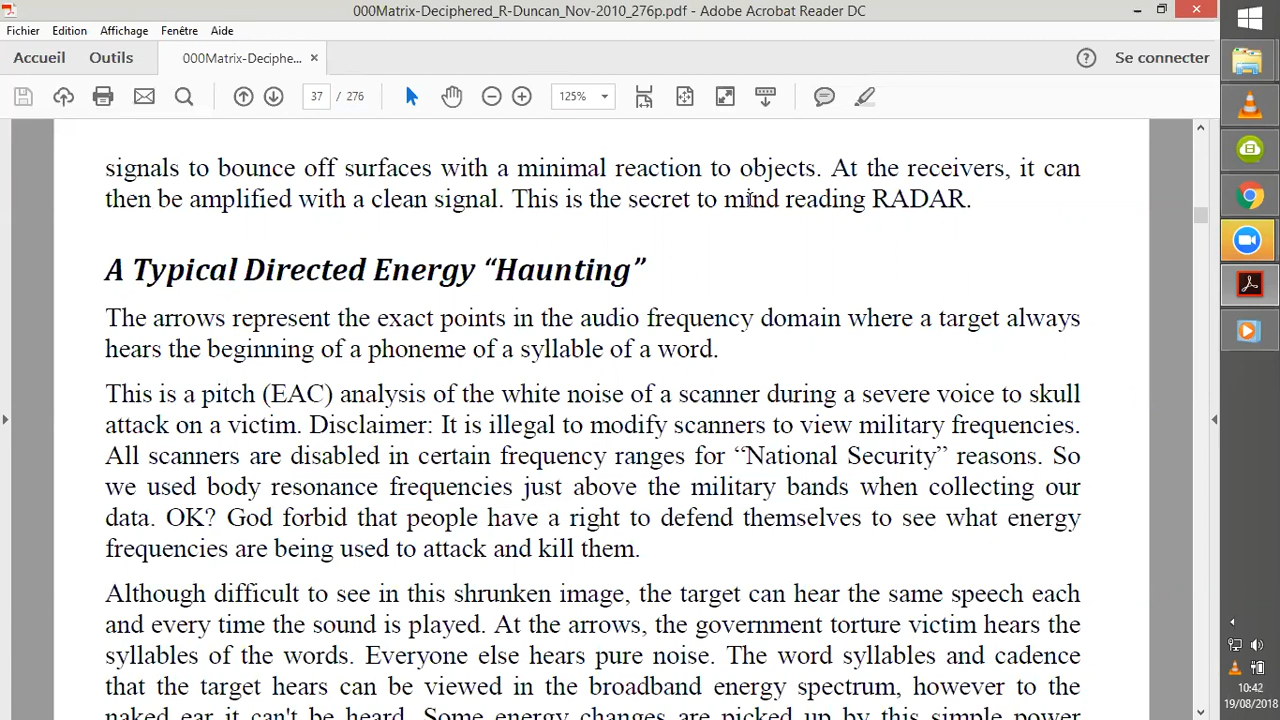 000Matrix-Deciphered_R-Duncan_Nov-2010_276p.pdf - Adobe Acrobat Reader DC
Fichier Edition Affichage Fenêtre Aide
Accueil Outils 000Matrix-Deciphe... × Se connecter
37 / 276 125%
signals to bounce off surfaces with a minimal reaction to objects. At the receivers, it can
then be amplified with a clean signal. This is the secret to mind reading RADAR.
A Typical Directed Energy “Haunting”
The arrows represent the exact points in the audio frequency domain where a target always
hears the beginning of a phoneme of a syllable of a word.
This is a pitch (EAC) analysis of the white noise of a scanner during a severe voice to skull
attack on a victim. Disclaimer: It is illegal to modify scanners to view military frequencies.
All scanners are disabled in certain frequency ranges for “National Security” reasons. So
we used body resonance frequencies just above the military bands when collecting our
data. OK? God forbid that people have a right to defend themselves to see what energy
frequencies are being used to attack and kill them.
Although difficult to see in this shrunken image, the target can hear the same speech each
and every time the sound is played. At the arrows, the government torture victim hears the
syllables of the words. Everyone else hears pure noise. The word syllables and cadence
that the target hears can be viewed in the broadband energy spectrum, however to the
naked ear it can't be heard. Some energy changes are picked up by this simple power
10:42
19/08/2018